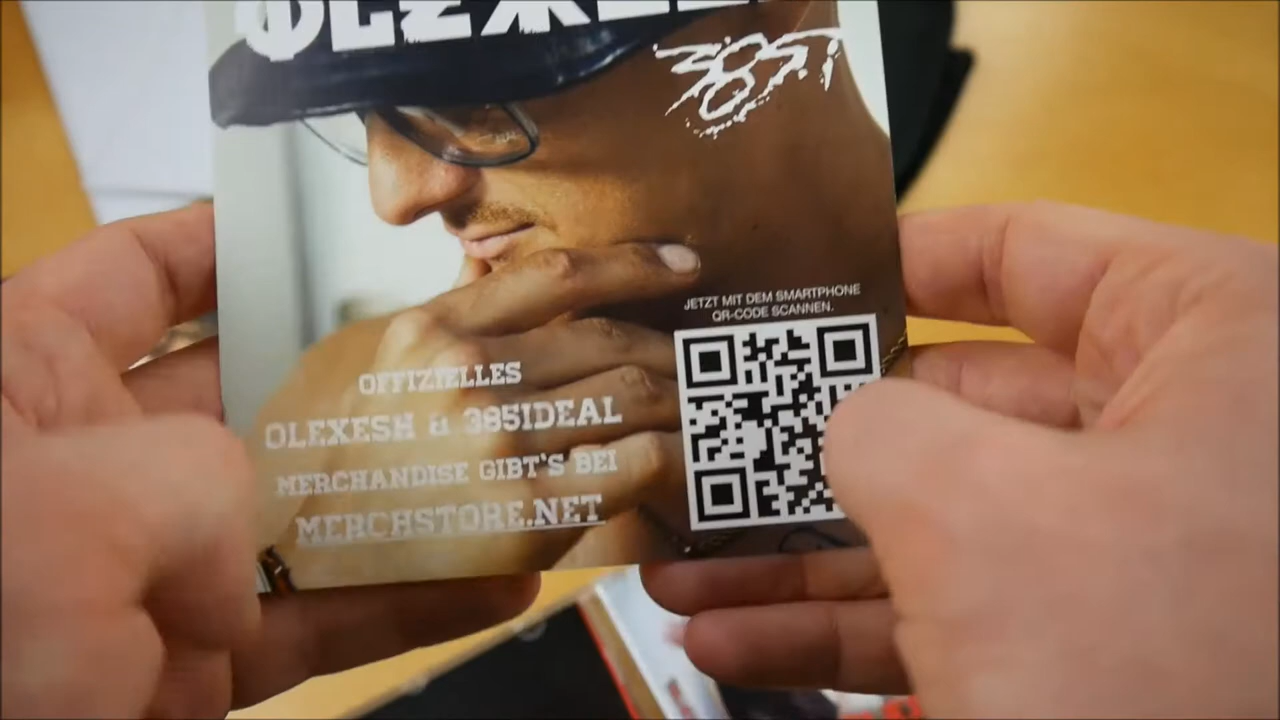 385i
JETZT MIT DEM SMARTPHONE
QR-CODE SCANNEN.
OFFIZIELLES
OLEXESH & 385IDEAL
MERCHANDISE GIBT'S BEI
MERCHSTORE.NET